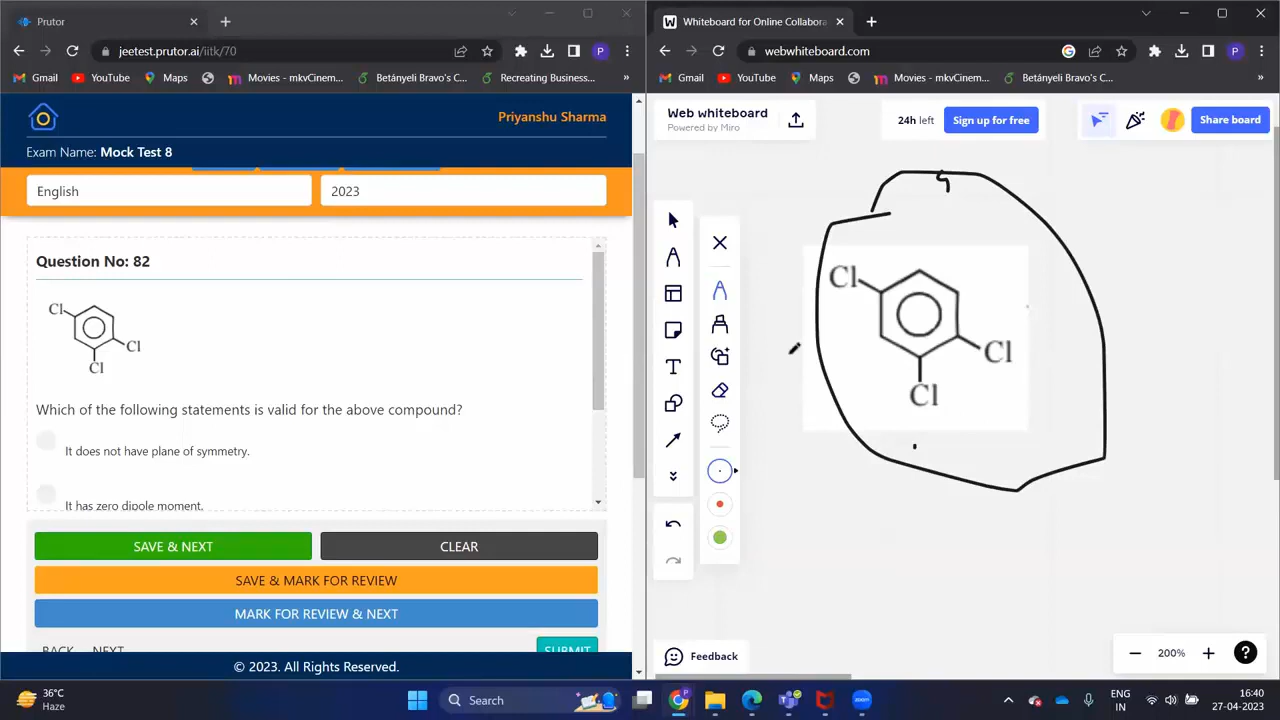 Prutor
jeetest.prutor.ai/iitk/70
P
Gmail
YouTube
Maps
Movies - mkvCinem...
Betányeli Bravo's C...
Recreating Business...
»
Priyanshu Sharma
Exam Name: Mock Test 8
English
2023
Question No: 82
Cl
Cl
Cl
Which of the following statements is valid for the above compound?
It does not have plane of symmetry.
It has zero dipole moment.
SAVE & NEXT
CLEAR
SAVE & MARK FOR REVIEW
MARK FOR REVIEW & NEXT
BACK
NEXT
SUBMIT
© 2023. All Rights Reserved.
W
Whiteboard for Online Collabora
webwhiteboard.com
G
P
Gmail
YouTube
Maps
Movies - mkvCinem...
Betányeli Bravo's C...
»
Web whiteboard
Powered by Miro
24h left
Sign up for free
Share board
T
Cl
Cl
Cl
Feedback
200%
?
36°C
Haze
Search
ENG
IN
16:40
27-04-2023